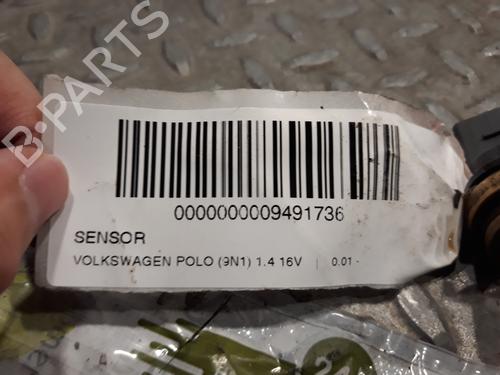 B-PARTS
0000000009491736
SENSOR
VOLKSWAGEN POLO (9N1) 1.4 16V | 0.01 -